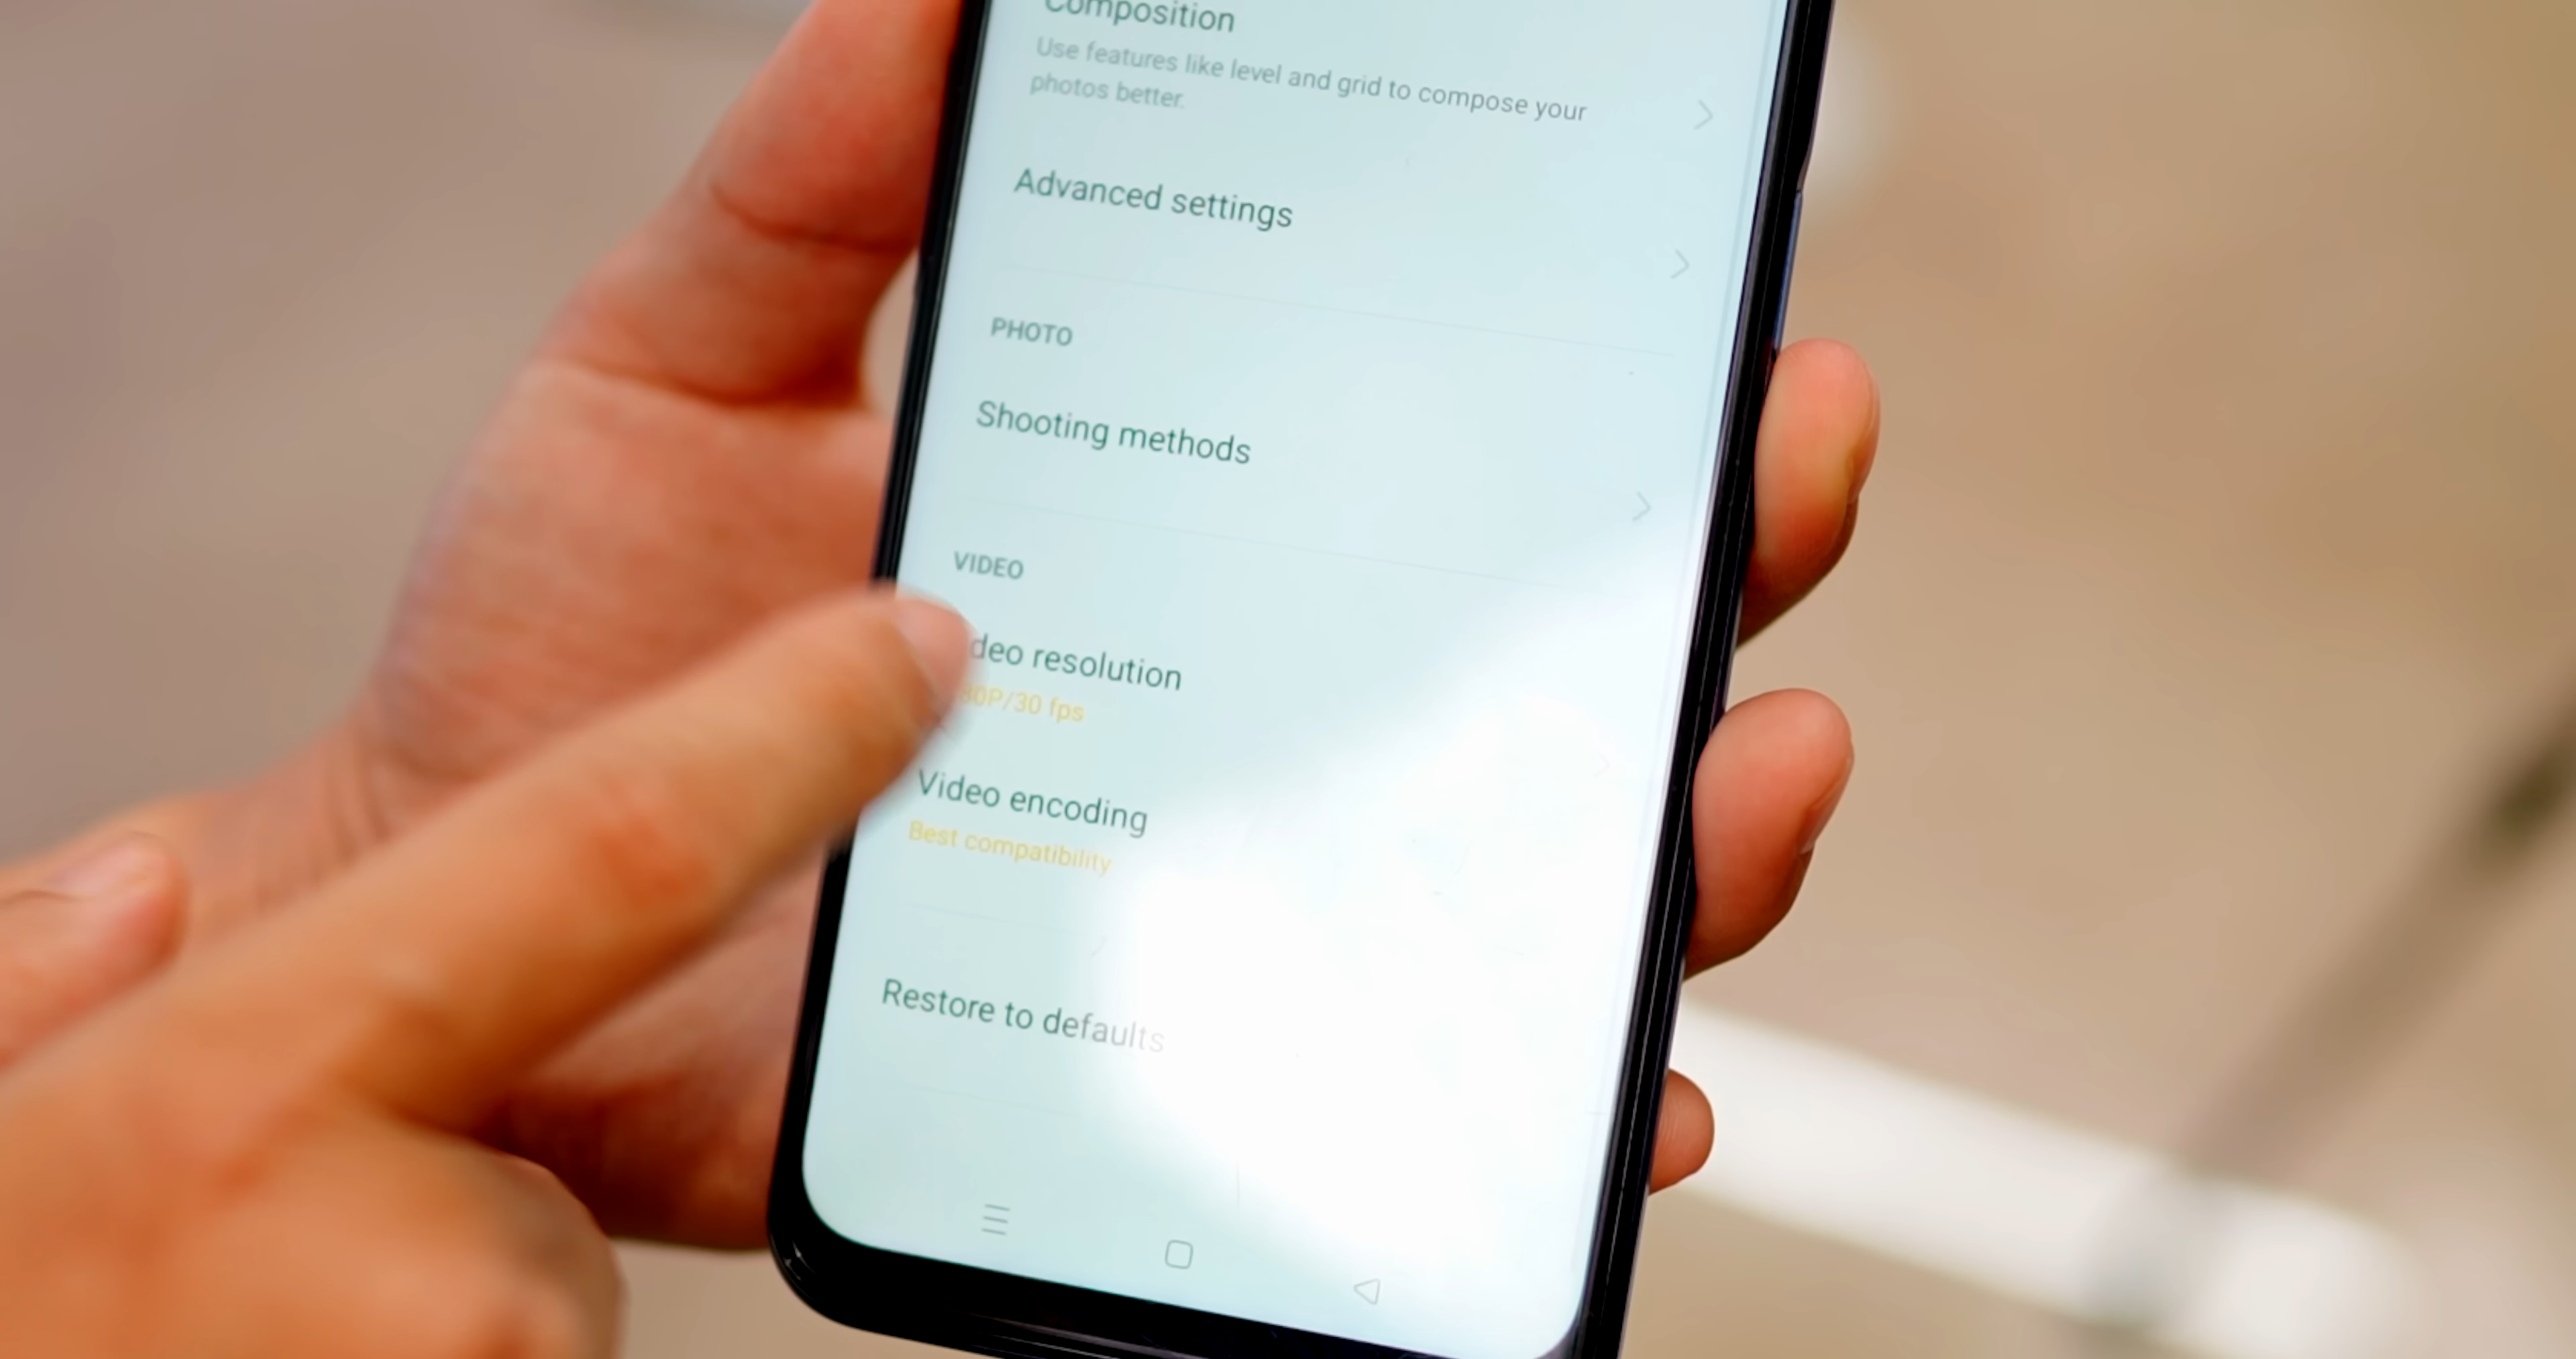 Composition
Use features like level and grid to compose your
photos better.
Advanced settings
PHOTO
Shooting methods
VIDEO
deo resolution
30P/30 fps
Video encoding
Best compatibility
Restore to defaults